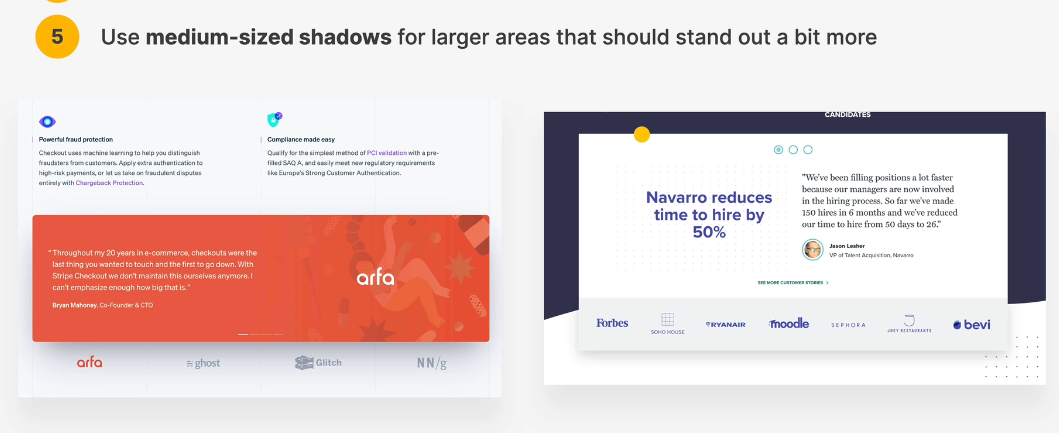 5
Use medium-sized shadows for larger areas that should stand out a bit more
Powerful fraud protection
Checkout uses machine learning to help you distinguish
fraudsters from customers. Apply extra authentication to
high-risk payments, or let us take on fraudulent disputes
entirely with Chargeback Protection.
Compliance made easy
Qualify for the simplest method of PCI validation with a pre-
filled SAQ A, and easily meet new regulatory requirements
like Europe's Strong Customer Authentication.
"Throughout my 20 years in e-commerce, checkouts were the
last thing you wanted to touch and the first to go down. With
Stripe Checkout we don't maintain this ourselves anymore. I
can't emphasize enough how big that is."
Bryan Mahoney, Co-Founder & CTO
arfa
arfa
ghost
Glitch
NN/g
CANDIDATES
Navarro reduces
time to hire by
50%
"We've been filling positions a lot faster
because our managers are now involved
in the hiring process. So far we've made
150 hires in 6 months and we've reduced
our time to hire from 50 days to 26."
Jason Lesher
VP of Talent Acquisition, Navarro
SEE MORE CUSTOMER STORIES
Forbes
SOHO HOUSE
RYANAIR
moodle
SEPHORA
JOEY RESTAURANTS
bevi